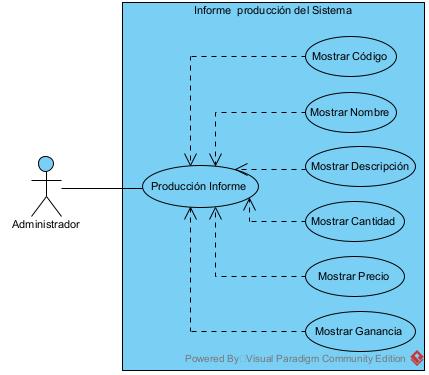 Informe producción del Sistema
Mostrar Código
Mostrar Nombre
Mostrar Descripción
Producción Informe
Administrador
Mostrar Cantidad
Mostrar Precio
Mostrar Ganancia
Powered By Visual Paradigm Community Edition